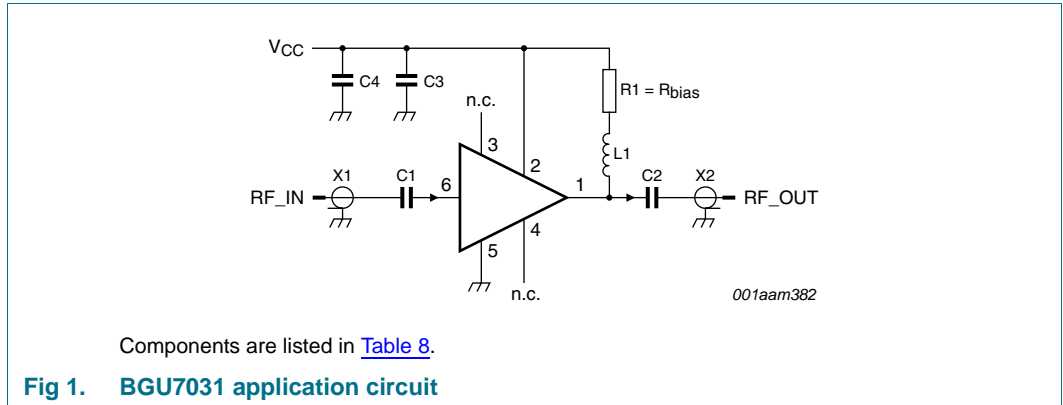 VCC
C4
C3
R1 = Rbias
n.c.
3
L1
2
X1
C1
C2
X2
RF_IN
6
1
RF_OUT
4
5
n.c.
001aam382
Components are listed in Table 8.
Fig 1. BGU7031 application circuit